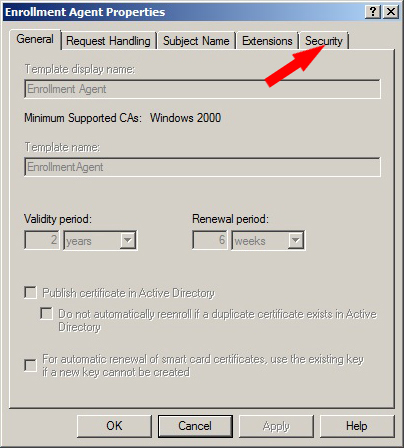 Enrollment Agent Properties
General Request Handling Subject Name Extensions Security
Template display name:
Enrollment Agent
Minimum Supported CAs: Windows 2000
Template name:
EnrollmentAgent
Validity period: Renewal period:
2 years 6 weeks
Publish certificate in Active Directory
Do not automatically reenroll if a duplicate certificate exists in Active
Directory
For automatic renewal of smart card certificates, use the existing key
if a new key cannot be created
OK Cancel Apply Help